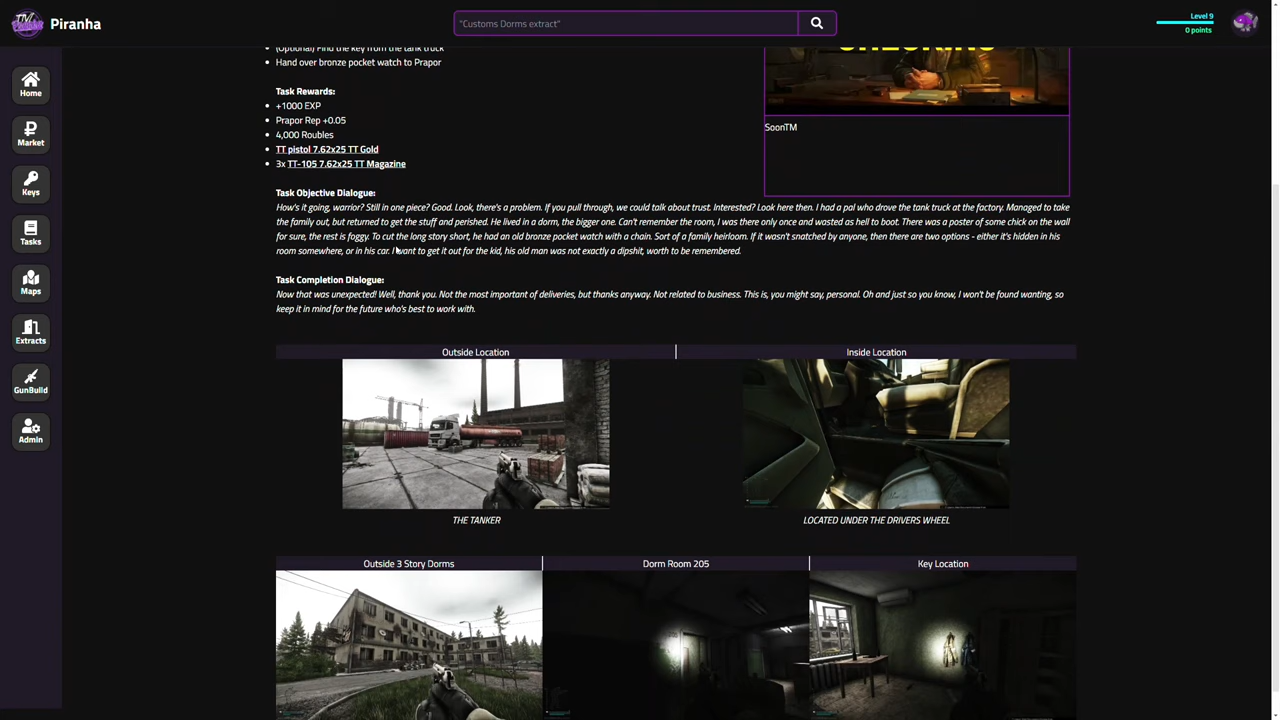 Piranha
"Customs Dorms extract"
Level 9
0 points
Home
Market
Keys
Tasks
Maps
Extracts
GunBuild
Admin
(Optional) Find the key from the tank truck
Hand over bronze pocket watch to Prapor
Task Rewards:
+1000 EXP
Prapor Rep +0.05
4,000 Roubles
TT pistol 7.62x25 TT Gold
3x TT-105 7.62x25 TT Magazine
CHECKING
SoonTM
Task Objective Dialogue:
How's it going, warrior? Still in one piece? Good. Look, there's a problem. If you pull through, we could talk about trust. Interested? Look here then. I had a pal who drove the tank truck at the factory. Managed to take
the family out, but returned to get the stuff and perished. He lived in a dorm, the bigger one. Can't remember the room, I was there only once and wasted as hell to boot. There was a poster of some chick on the wall
for sure, the rest is foggy. To cut the long story short, he had an old bronze pocket watch with a chain. Sort of a family heirloom. If it wasn't snatched by anyone, then there are two options - either it's hidden in his
room somewhere, or in his car. I want to get it out for the kid, his old man was not exactly a dipshit, worth to be remembered.
Task Completion Dialogue:
Now that was unexpected! Well, thank you. Not the most important of deliveries, but thanks anyway. Not related to business. This is, you might say, personal. Oh and just so you know, I won't be found wanting, so
keep it in mind for the future who's best to work with.
Outside Location
Inside Location
THE TANKER
LOCATED UNDER THE DRIVERS WHEEL
Outside 3 Story Dorms
Dorm Room 205
Key Location